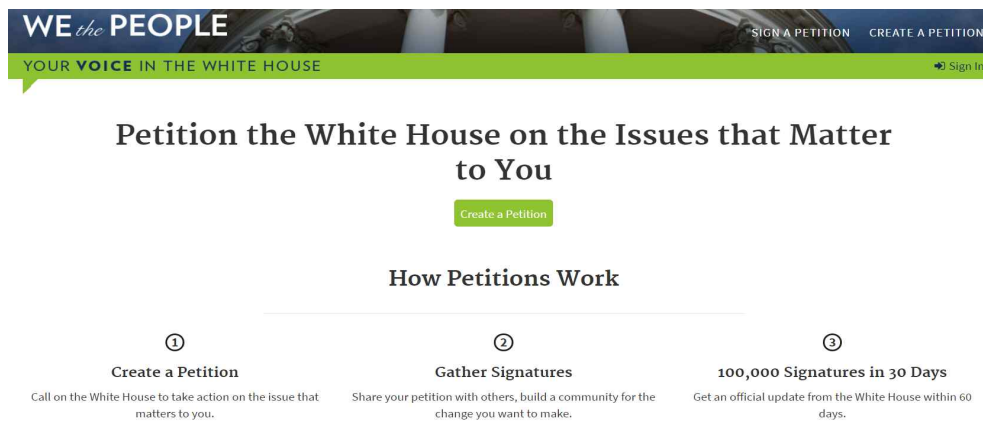 WE the PEOPLE
SIGN A PETITION CREATE A PETITION
YOUR VOICE IN THE WHITE HOUSE
Sign In
Petition the White House on the Issues that Matter
to You
Create a Petition
How Petitions Work
1
Create a Petition
Call on the White House to take action on the issue that
matters to you.
2
Gather Signatures
Share your petition with others, build a community for the
change you want to make.
3
100,000 Signatures in 30 Days
Get an official update from the White House within 60
days.